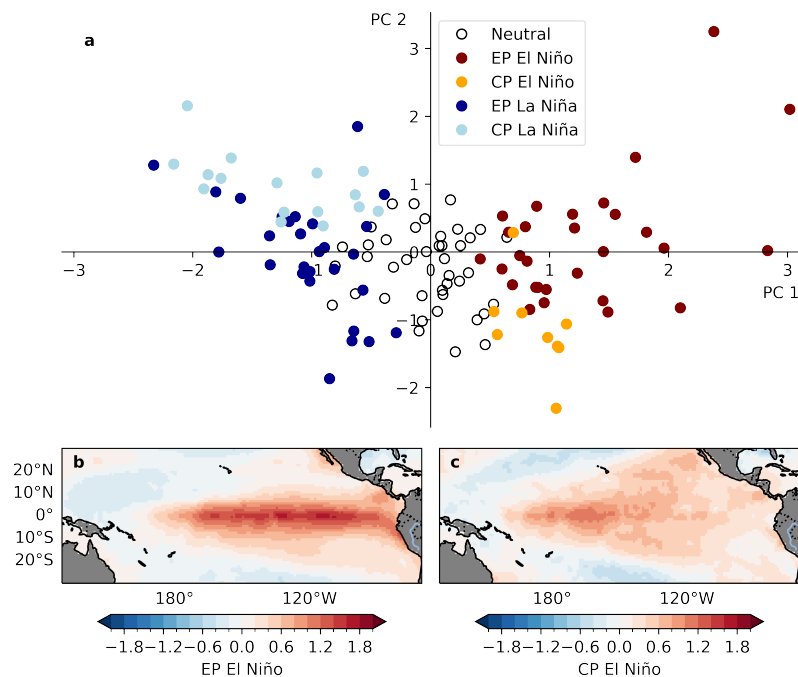 PC 2
a
Neutral
EP El Niño
CP El Niño
EP La Niña
CP La Niña
3
2
1
0
−1
−2
−3 −2 −1 0 1 2 3
PC 1
b
c
20°N
10°N
0°
10°S
20°S
180° 120°W
180° 120°W
−1.8 −1.2 −0.6 0.0 0.6 1.2 1.8
−1.8 −1.2 −0.6 0.0 0.6 1.2 1.8
EP El Niño
CP El Niño